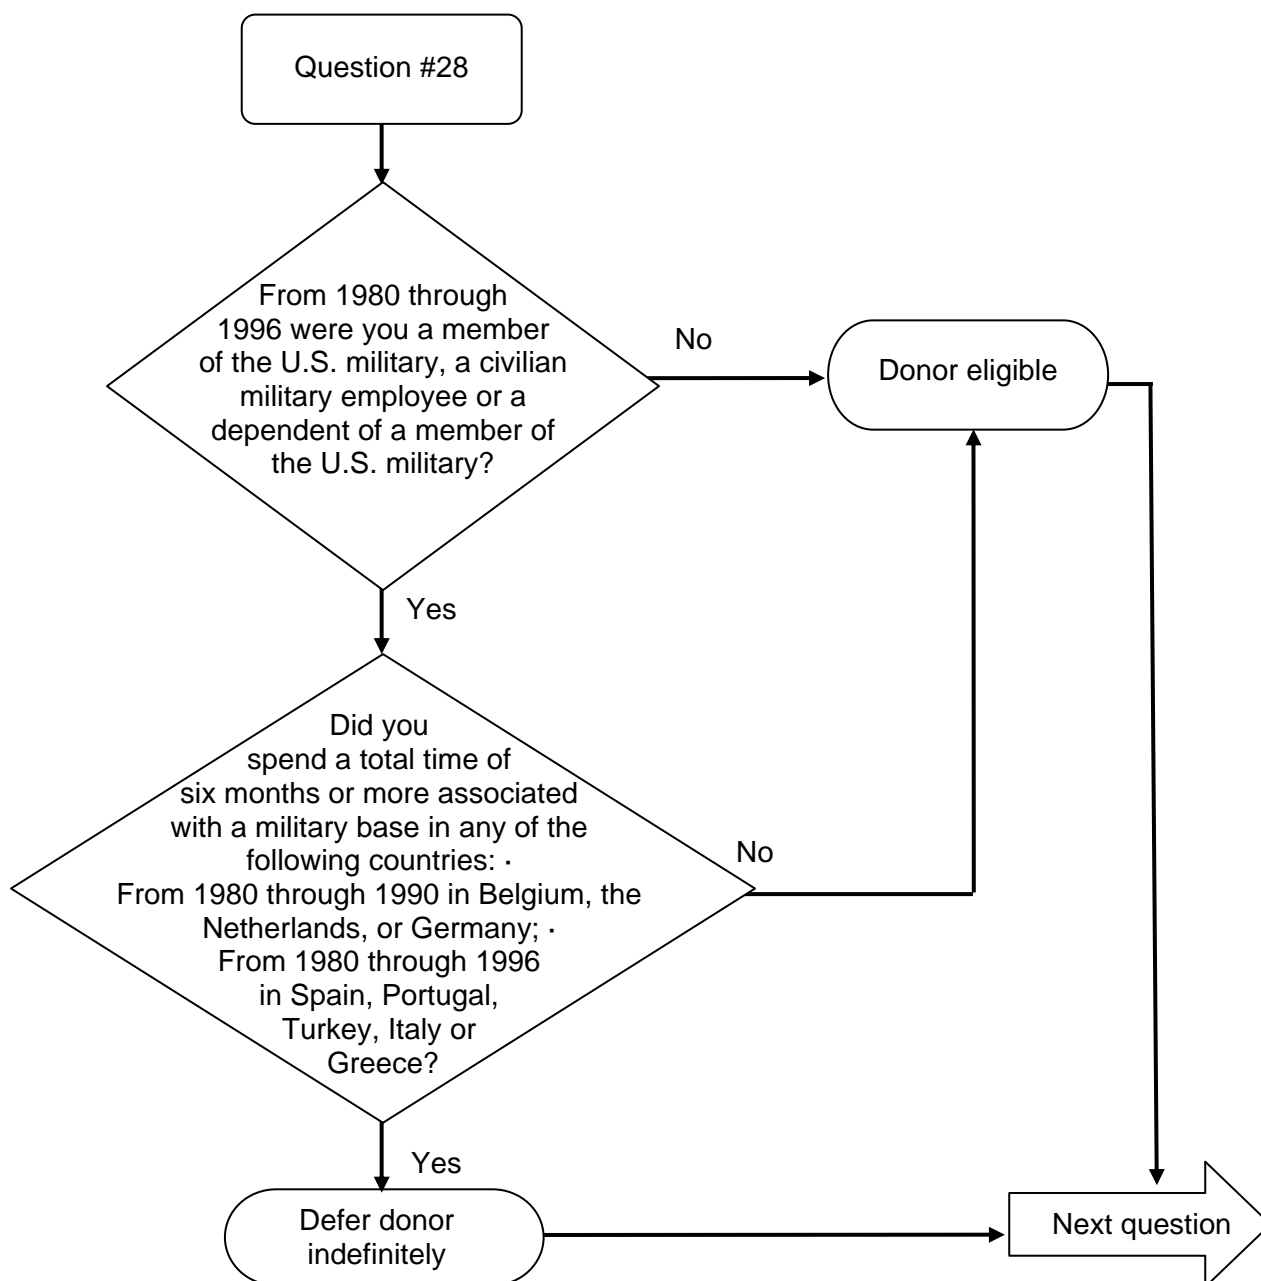 Question #28
From 1980 through
1996 were you a member
of the U.S. military, a civilian
military employee or a
dependent of a member of
the U.S. military?
No
Donor eligible
Yes
Did you
spend a total time of
six months or more associated
with a military base in any of the
following countries: ·
From 1980 through 1990 in Belgium, the
Netherlands, or Germany; ·
From 1980 through 1996
in Spain, Portugal,
Turkey, Italy or
Greece?
No
Yes
Defer donor
indefinitely
Next question